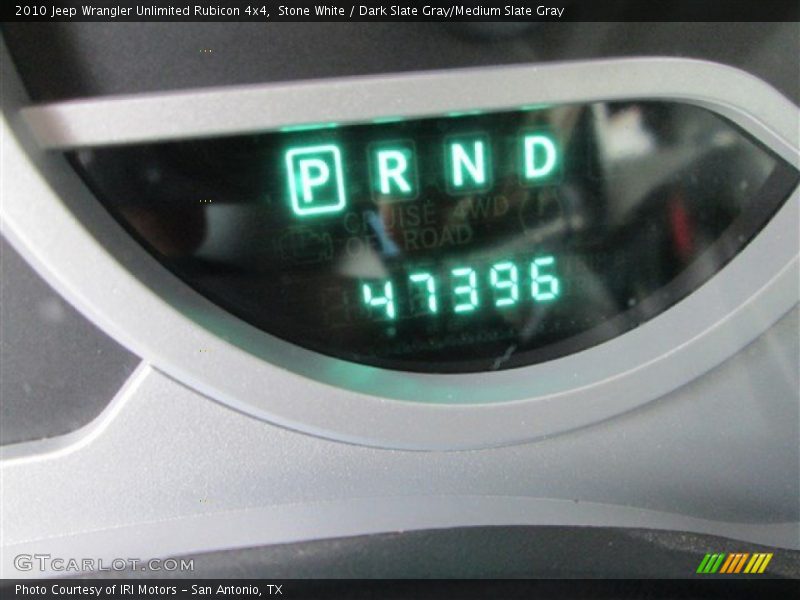 2010 Jeep Wrangler Unlimited Rubicon 4x4,  Stone White / Dark Slate Gray/Medium Slate Gray
P R N D
CRUISE 4WD
OFF ROAD
47396
GTCARLOT.COM
Photo Courtesy of IRI Motors - San Antonio, TX